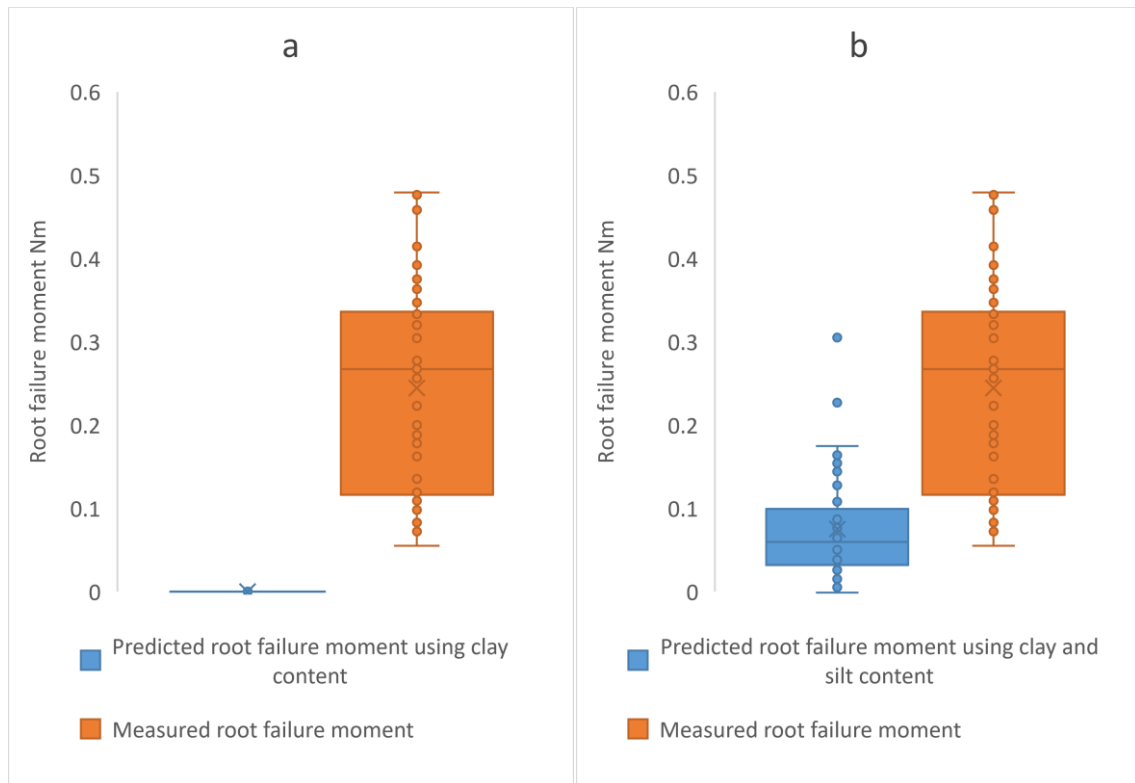 a
0.6
0.5
0.4
0.3
0.2
0.1
0
Root failure moment Nm
Predicted root failure moment using clay
content
Measured root failure moment
b
0.6
0.5
0.4
0.3
0.2
0.1
0
Root failure moment Nm
Predicted root failure moment using clay and
silt content
Measured root failure moment